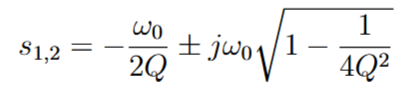 $s_{1,2} = -\frac{\omega_0}{2Q} \pm j\omega_0\sqrt{1 - \frac{1}{4Q^2}}$